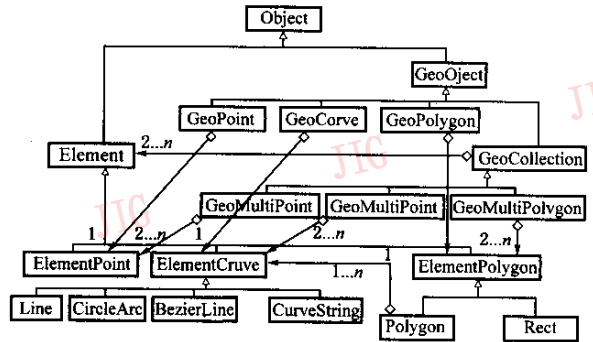 Object
GeoOject
GeoPoint
GeoCorve
GeoPolygon
JIG
Element
2…n
GeoCollection
JIG
GeoMultiPoint
GeoMultiPoint
GeoMultiPolygon
JIG
1
2…n
1
2…n
2…n
ElementPoint
ElementCruve
1
ElementPolygon
1…n
Line
CircleArc
BezierLine
CurveString
Polygon
Rect